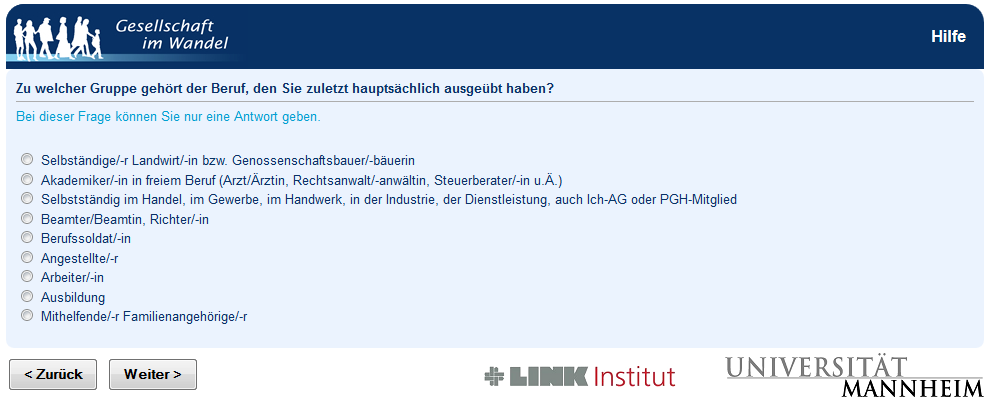 Gesellschaft
im Wandel
Hilfe
Zu welcher Gruppe gehört der Beruf, den Sie zuletzt hauptsächlich ausgeübt haben?
Bei dieser Frage können Sie nur eine Antwort geben.
Selbständige/-r Landwirt/-in bzw. Genossenschaftsbauer/-bäuerin
Akademiker/-in in freiem Beruf (Arzt/Ärztin, Rechtsanwalt/-anwältin, Steuerberater/-in u.Ä.)
Selbstständig im Handel, im Gewerbe, im Handwerk, in der Industrie, der Dienstleistung, auch Ich-AG oder PGH-Mitglied
Beamter/Beamtin, Richter/-in
Berufssoldat/-in
Angestellte/-r
Arbeiter/-in
Ausbildung
Mithelfende/-r Familienangehörige/-r
< Zurück Weiter >
LINK Institut
UNIVERSITÄT
MANNHEIM